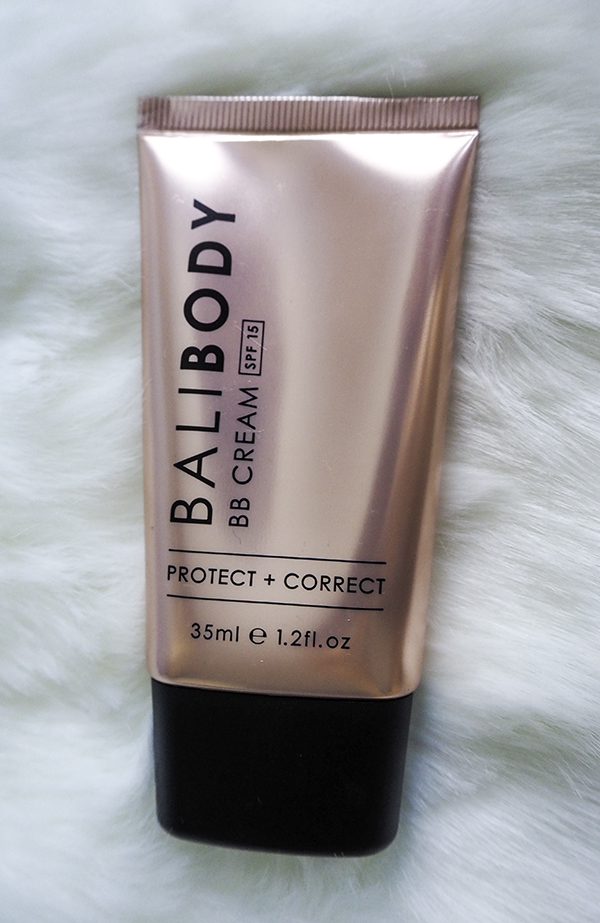 BALIBODY
BB CREAM SPF 15
PROTECT + CORRECT
35ml ℮ 1.2fl.oz